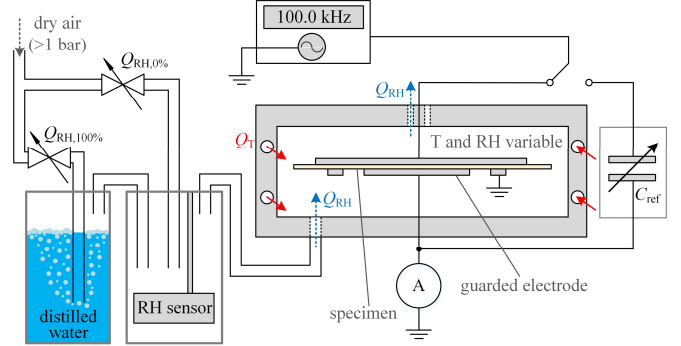 dry air
(>1 bar)
100.0 kHz
Q_RH,0%
Q_RH,100%
Q_RH
Q_T
T and RH variable
Q_RH
C_ref
RH sensor
distilled
water
A
guarded electrode
specimen